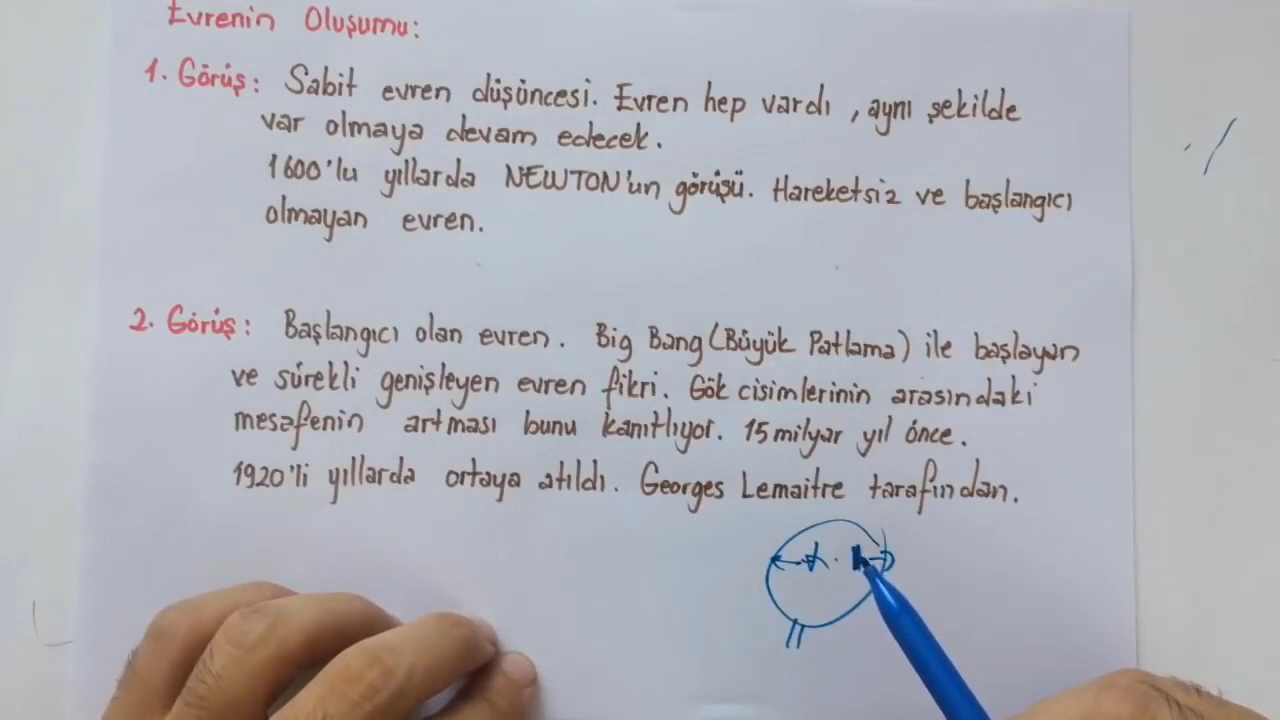 Evrenin Oluşumu:
1. Görüş: Sabit evren düşüncesi. Evren hep vardı, aynı şekilde
var olmaya devam edecek.
1600'lu yıllarda NEWTON'un görüşü. Hareketsiz ve başlangıcı
olmayan evren.
2. Görüş: Başlangıcı olan evren. Big Bang (Büyük Patlama) ile başlayan
ve sürekli genişleyen evren fikri. Gök cisimlerinin arasındaki
mesafenin artması bunu kanıtlıyor. 15 milyar yıl önce.
1920'li yıllarda ortaya atıldı. Georges Lemaitre tarafından.